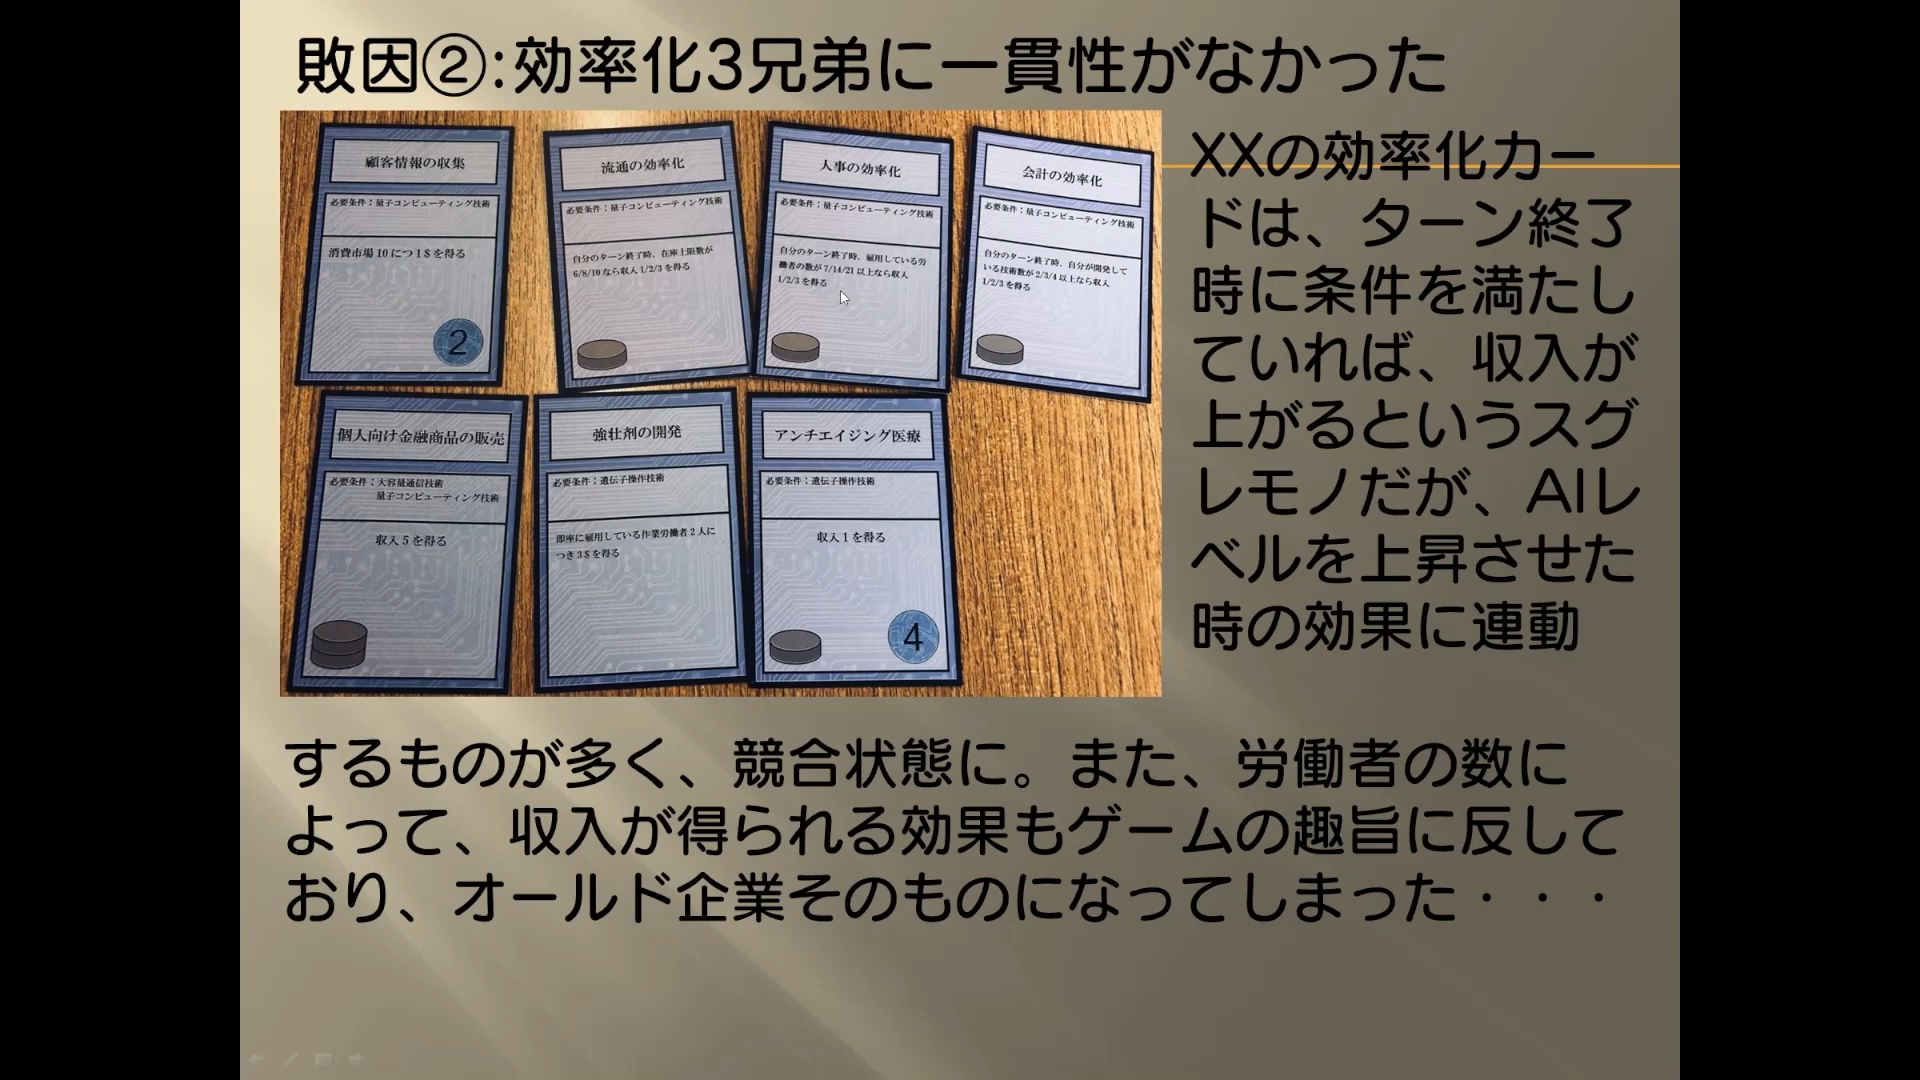 敗因②:効率化3兄弟に一貫性がなかった
顧客情報の収集
必要条件：量子コンピューティング技術
消費市場10につ1$を得る
2
流通の効率化
必要条件：量子コンピューティング技術
自分のターン終了時、在庫上限数が
6/8/10なら収入1/2/3を得る
人事の効率化
必要条件：量子コンピューティング技術
自分のターン終了時、雇用している労
働者の数が7/14/21以上なら収入
1/2/3を得る
会計の効率化
必要条件：量子コンピューティング技術
自分のターン終了時、自分が開発して
いる技術数が2/3/4以上なら収入
1/2/3を得る
個人向け金融商品の販売
必要条件：大容量通信技術
量子コンピューティング技術
収入5を得る
強壮剤の開発
必要条件：遺伝子操作技術
即座に雇用している作業労働者2人に
つき3$を得る
アンチエイジング医療
必要条件：遺伝子操作技術
収入1を得る
4
XXの効率化カー
ドは、ターン終了
時に条件を満たし
ていれば、収入が
上がるというスグ
レモノだが、AIレ
ベルを上昇させた
時の効果に連動
するものが多く、競合状態に。また、労働者の数に
よって、収入が得られる効果もゲームの趣旨に反して
おり、オールド企業そのものになってしまった・・・